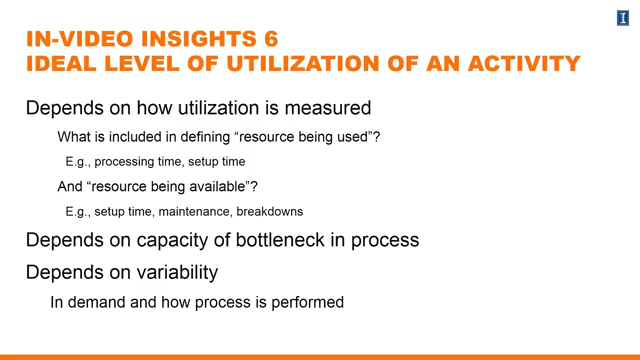 IN-VIDEO INSIGHTS 6
IDEAL LEVEL OF UTILIZATION OF AN ACTIVITY
Depends on how utilization is measured
What is included in defining “resource being used”?
E.g., processing time, setup time
And “resource being available”?
E.g., setup time, maintenance, breakdowns
Depends on capacity of bottleneck in process
Depends on variability
In demand and how process is performed